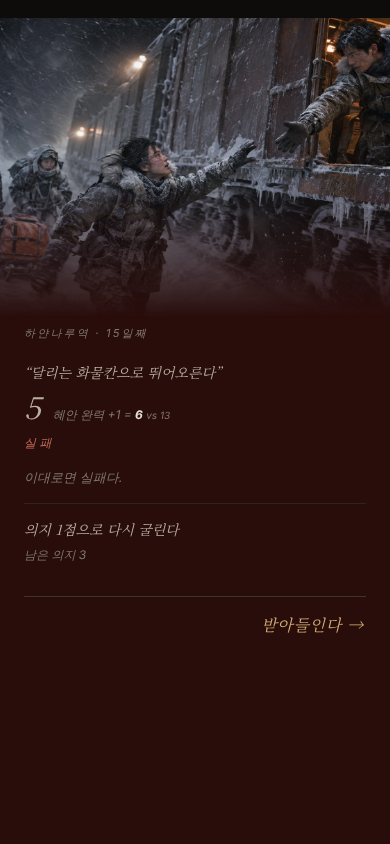 하얀나루역 · 15일째
“달리는 화물칸으로 뛰어오른다”
5 혜안 완력 +1 = 6 vs 13
실패
이대로면 실패다.
의지 1점으로 다시 굴린다
남은 의지 3
받아들인다 →